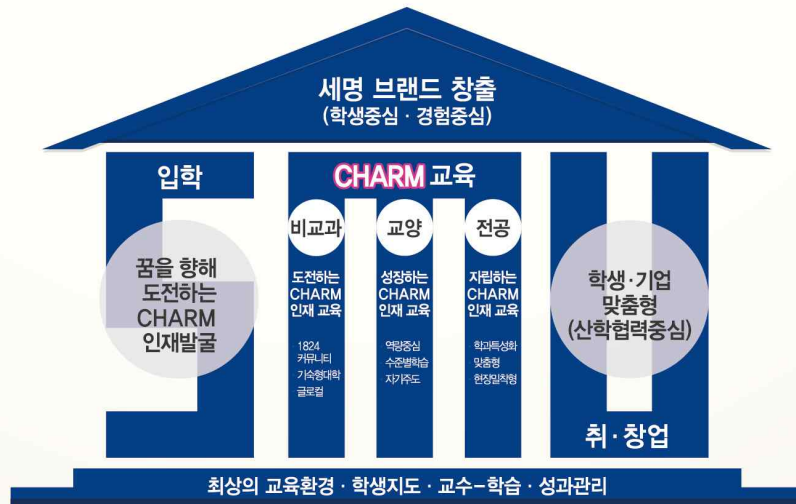 세명 브랜드 창출
(학생중심 · 경험중심)
입학
꿈을 향해
도전하는
CHARM
인재발굴
CHARM 교육
비교과
도전하는
CHARM
인재 교육
1824
커뮤니티
기숙형대학
글로컬
교양
성장하는
CHARM
인재 교육
역량중심
수준별학습
자기주도
전공
자립하는
CHARM
인재 교육
학과특성화
맞춤형
현장밀착형
학생·기업
맞춤형
(산학협력중심)
취·창업
최상의 교육환경 · 학생지도 · 교수-학습 · 성과관리